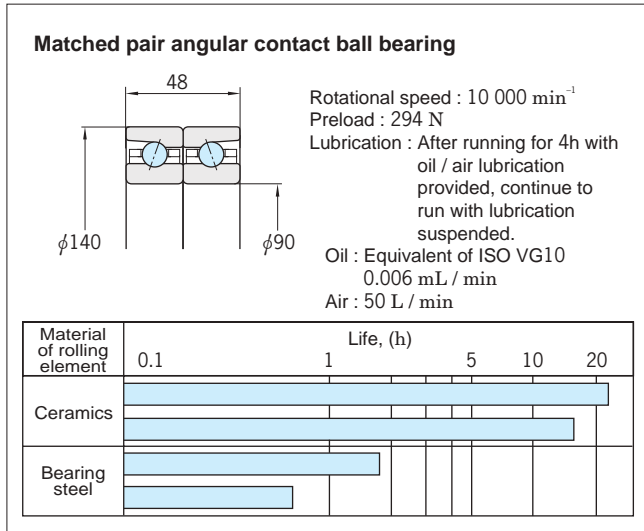 Matched pair angular contact ball bearing
48
ϕ140
ϕ90
Rotational speed : 10 000 min⁻¹
Preload : 294 N
Lubrication : After running for 4h with
oil / air lubrication
provided, continue to
run with lubrication
suspended.
Oil : Equivalent of ISO VG10
0.006 mL / min
Air : 50 L / min
Material
of rolling
element
Life, (h)
0.1 1 5 10 20
Ceramics
Bearing
steel